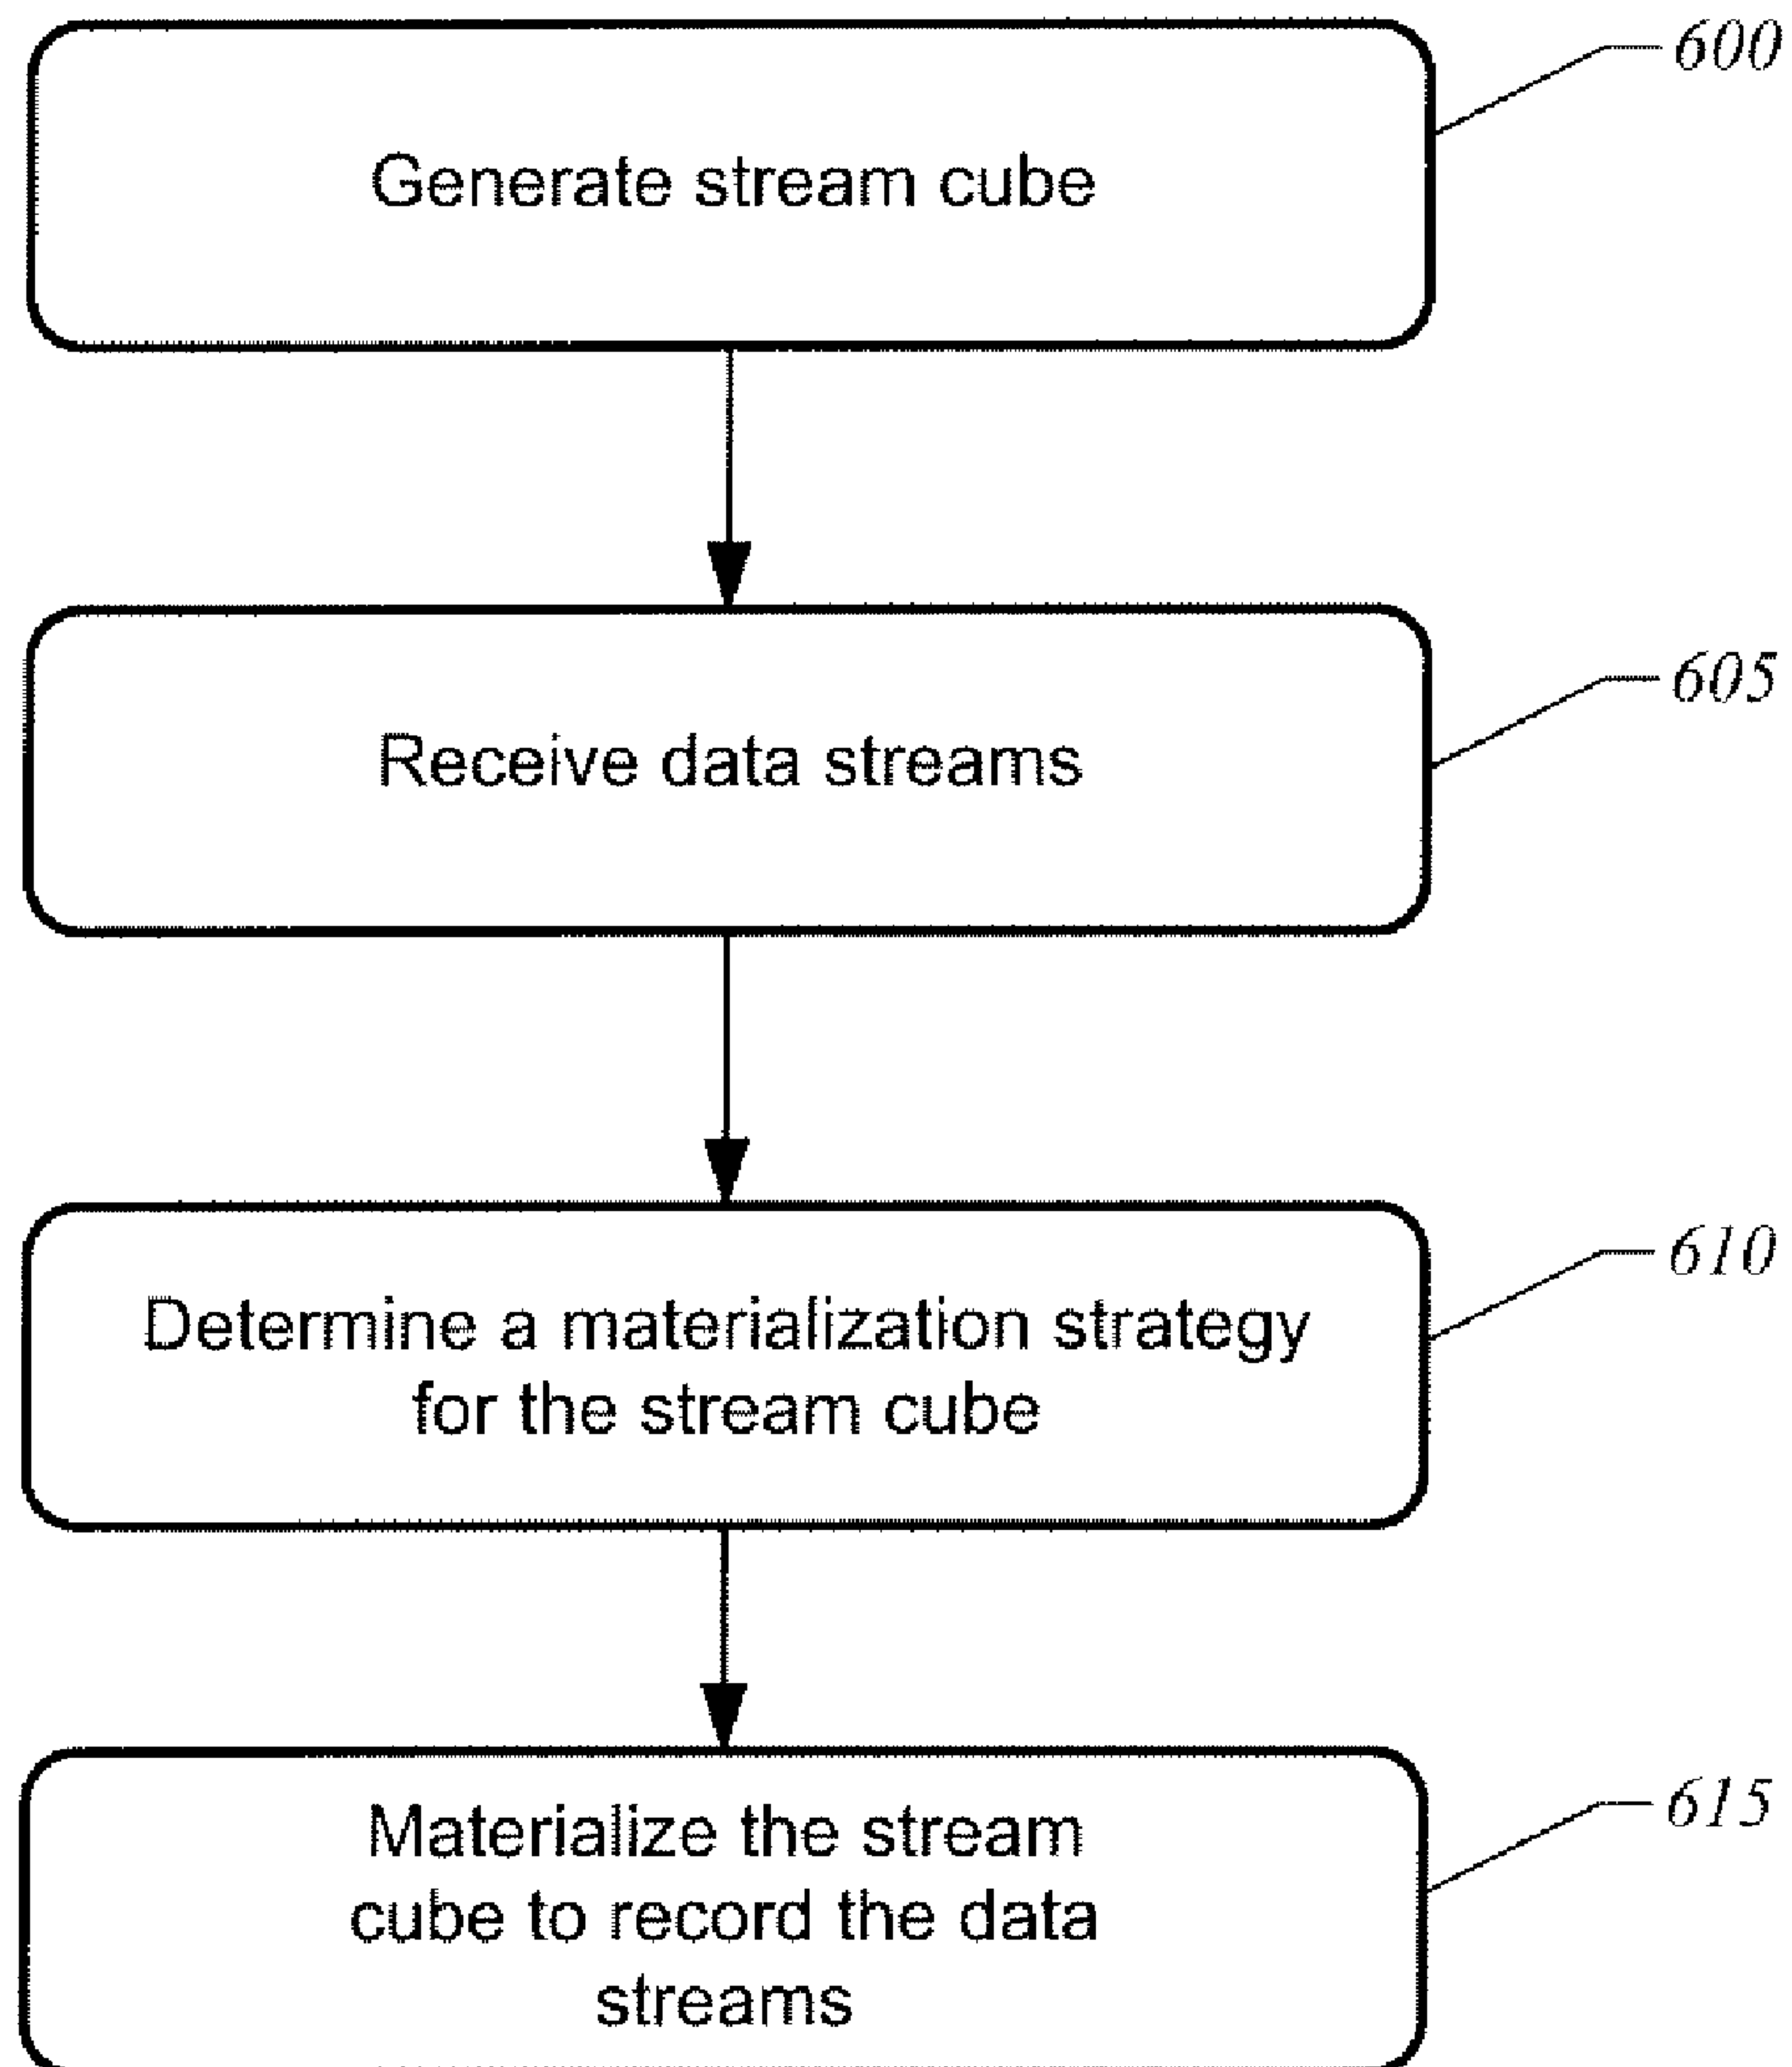 600
Generate stream cube
605
Receive data streams
610
Determine a materialization strategy
for the stream cube
615
Materialize the stream
cube to record the data
streams